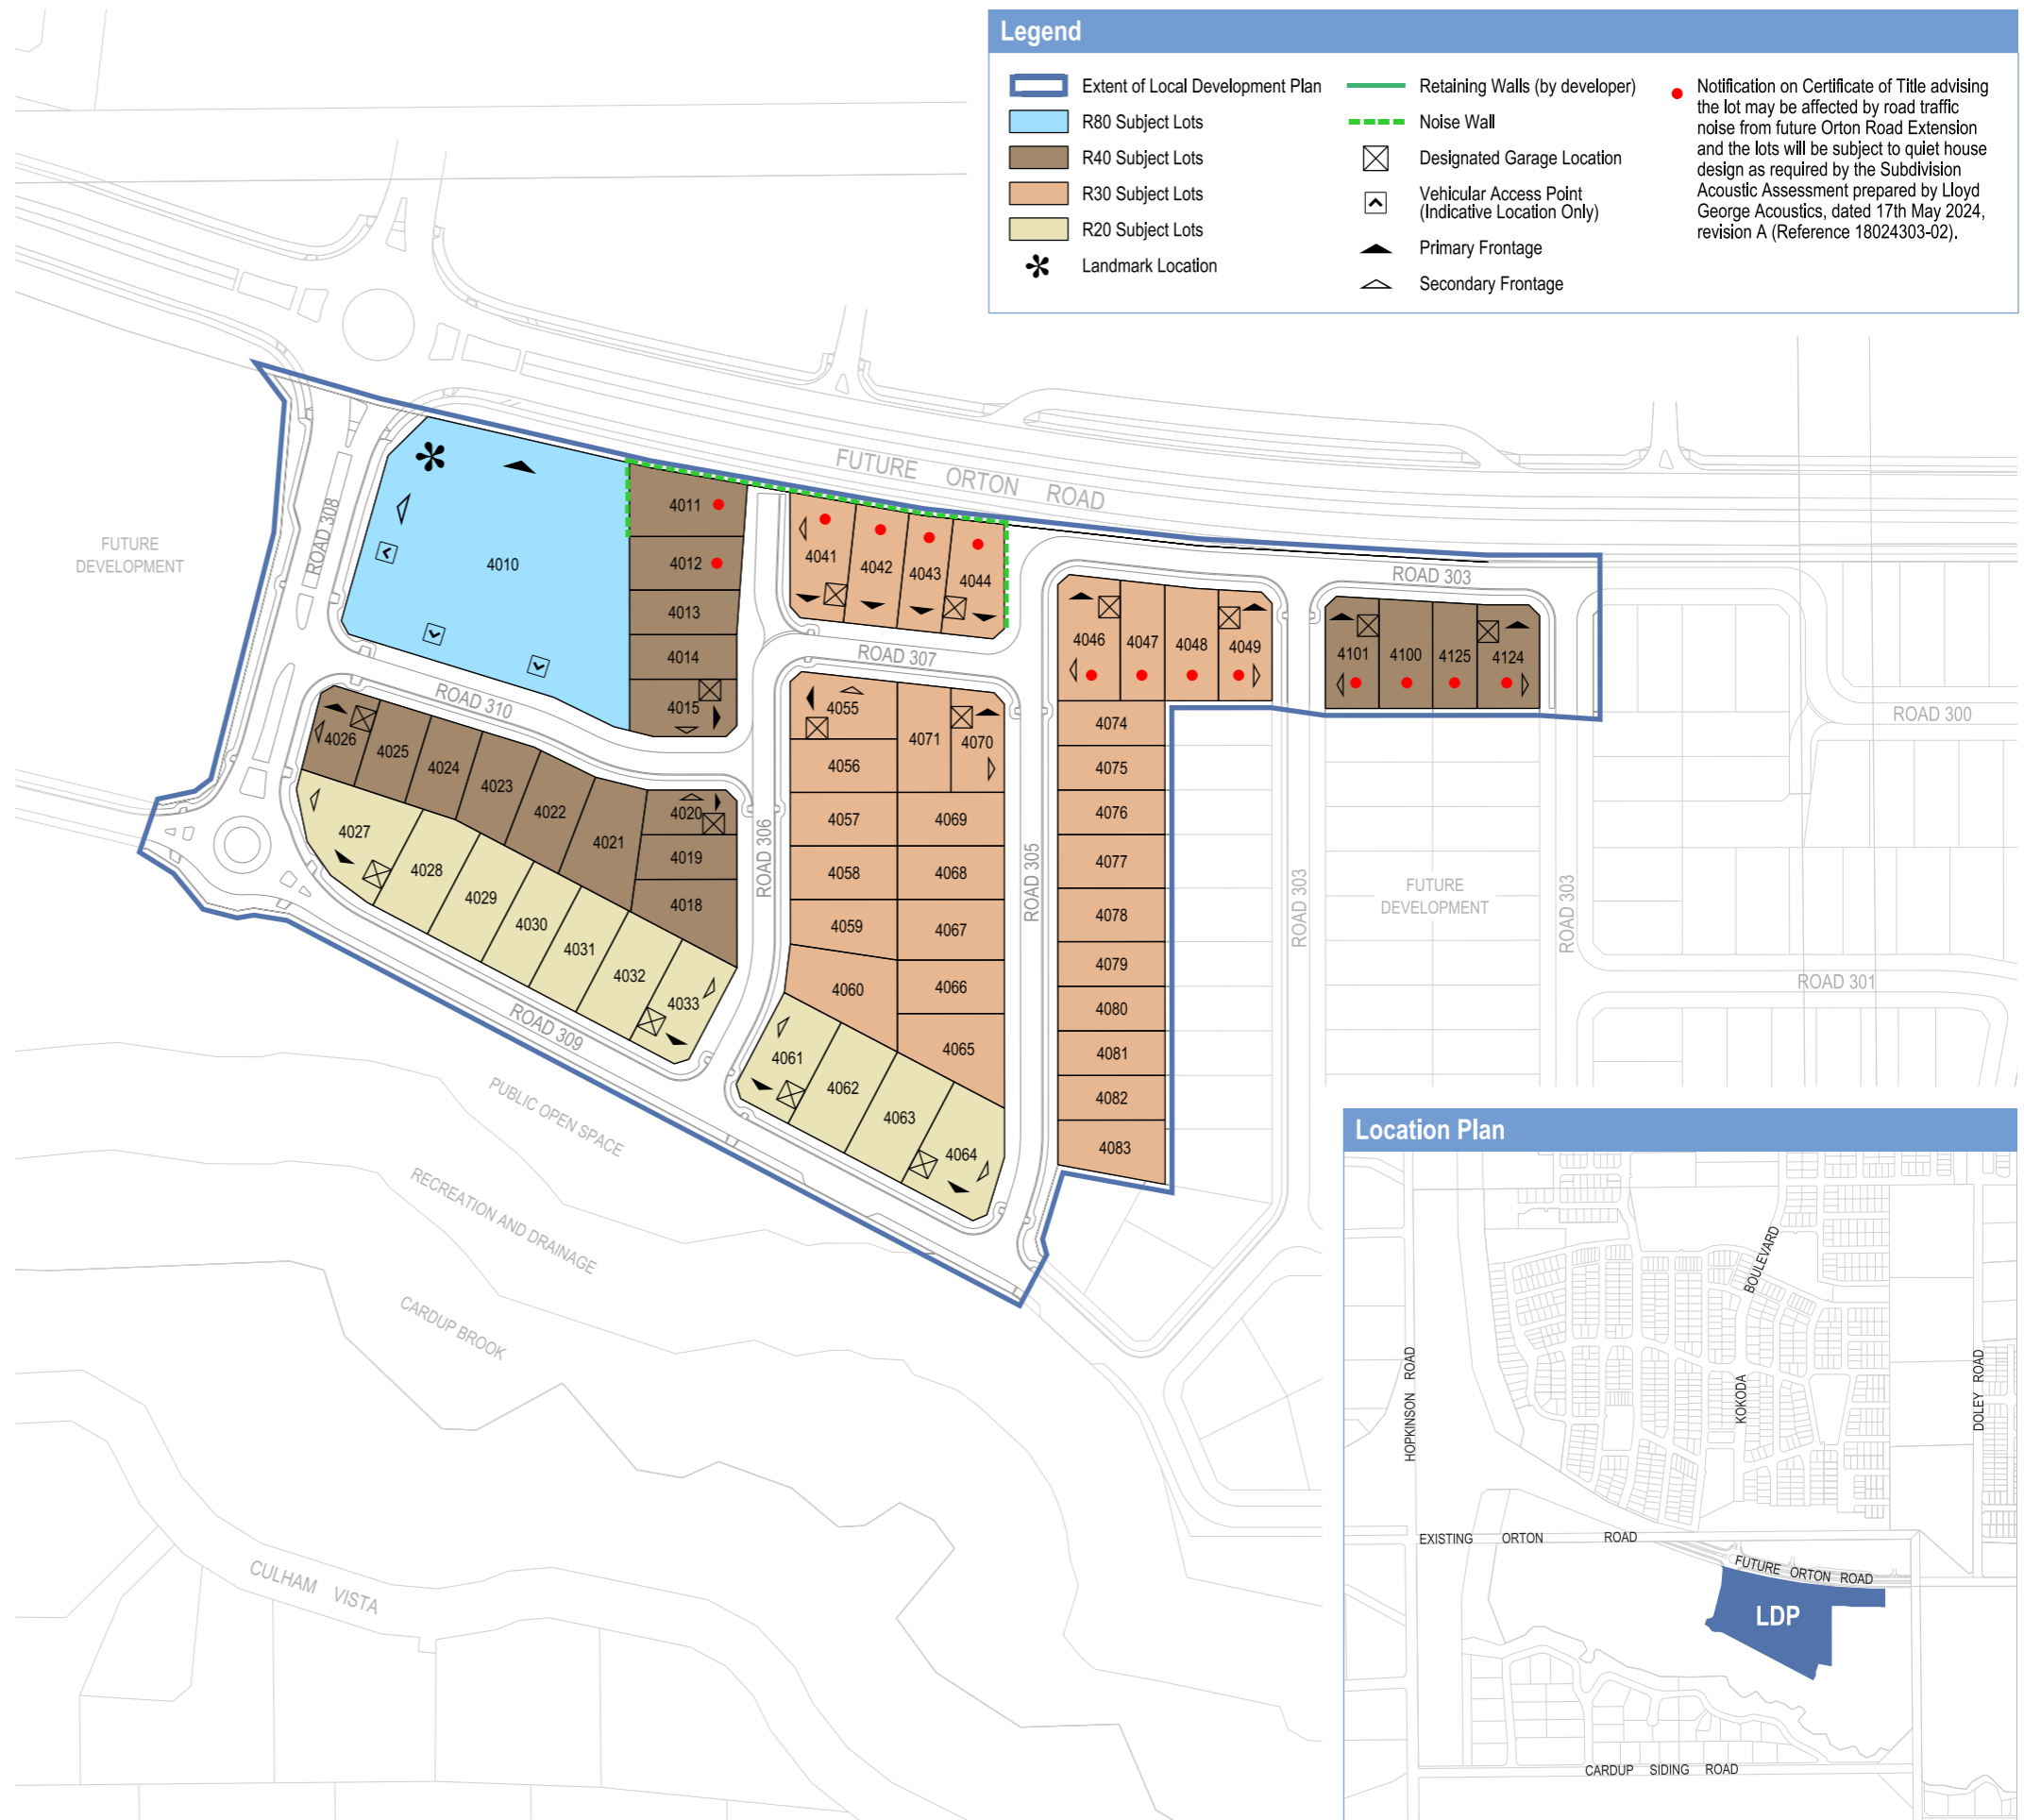 Legend
Extent of Local Development Plan
R80 Subject Lots
R40 Subject Lots
R30 Subject Lots
R20 Subject Lots
Landmark Location
Retaining Walls (by developer)
Noise Wall
Designated Garage Location
Vehicular Access Point
(Indicative Location Only)
Primary Frontage
Secondary Frontage
Notification on Certificate of Title advising
the lot may be affected by road traffic
noise from future Orton Road Extension
and the lots will be subject to quiet house
design as required by the Subdivision
Acoustic Assessment prepared by Lloyd
George Acoustics, dated 17th May 2024,
revision A (Reference 18024303-02).
FUTURE ORTON ROAD
FUTURE
DEVELOPMENT
ROAD 308
4010
4011
4012
4013
4014
4015
4041
4042
4043
4044
ROAD 307
ROAD 303
4046
4047
4048
4049
4101
4100
4125
4124
ROAD 310
4026
4025
4024
4023
4022
4021
4020
4019
4018
4027
4028
4029
4030
4031
4032
4033
ROAD 306
4055
4056
4057
4058
4059
4060
4071
4070
4069
4068
4067
4066
4065
4061
4062
4063
4064
ROAD 305
4074
4075
4076
4077
4078
4079
4080
4081
4082
4083
ROAD 303
FUTURE
DEVELOPMENT
ROAD 303
ROAD 300
ROAD 301
ROAD 309
PUBLIC OPEN SPACE
RECREATION AND DRAINAGE
CARDUP BROOK
CULHAM VISTA
Location Plan
HOPKINSON ROAD
BOULEVARD
KOKODA
DOLEY ROAD
EXISTING ORTON ROAD
FUTURE ORTON ROAD
LDP
CARDUP SIDING ROAD